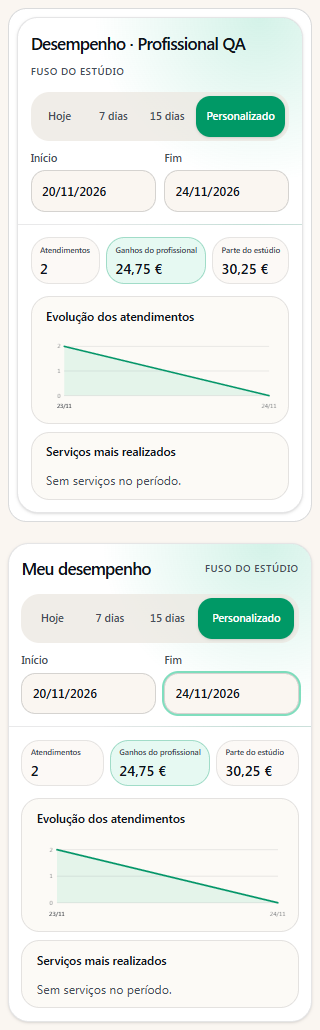 Desempenho · Profissional QA
FUSO DO ESTÚDIO
Hoje 7 dias 15 dias Personalizado
Início Fim
20/11/2026 24/11/2026
Atendimentos Ganhos do profissional Parte do estúdio
2 24,75 € 30,25 €
Evolução dos atendimentos
2
1
0
23/11 24/11
Serviços mais realizados
Sem serviços no período.
Meu desempenho FUSO DO ESTÚDIO
Hoje 7 dias 15 dias Personalizado
Início Fim
20/11/2026 24/11/2026
Atendimentos Ganhos do profissional Parte do estúdio
2 24,75 € 30,25 €
Evolução dos atendimentos
2
1
0
23/11 24/11
Serviços mais realizados
Sem serviços no período.